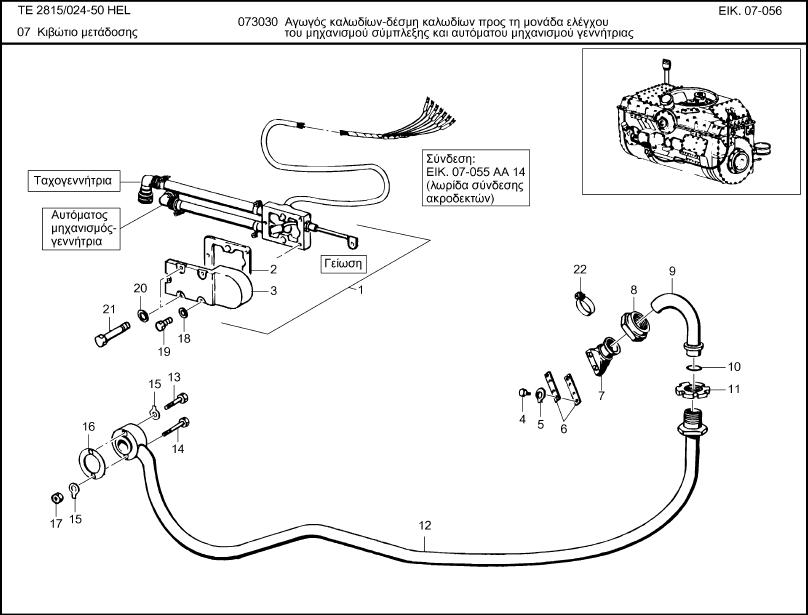 TE 2815/024-50 HEL
ΕΙΚ. 07-056
07 Κιβώτιο μετάδοσης
073030 Αγωγός καλωδίων-δέσμη καλωδίων προς τη μονάδα ελέγχου
του μηχανισμού σύμπλεξης και αυτόματου μηχανισμού γεννήτριας
Σύνδεση:
ΕΙΚ. 07-055 ΑΑ 14
(λωρίδα σύνδεσης
ακροδεκτών)
Ταχογεννήτρια
Αυτόματος
μηχανισμός-
γεννήτρια
Γείωση
2
3
1
20
21
19
18
22
9
8
10
11
7
4
5
6
15
13
16
14
17
15
12